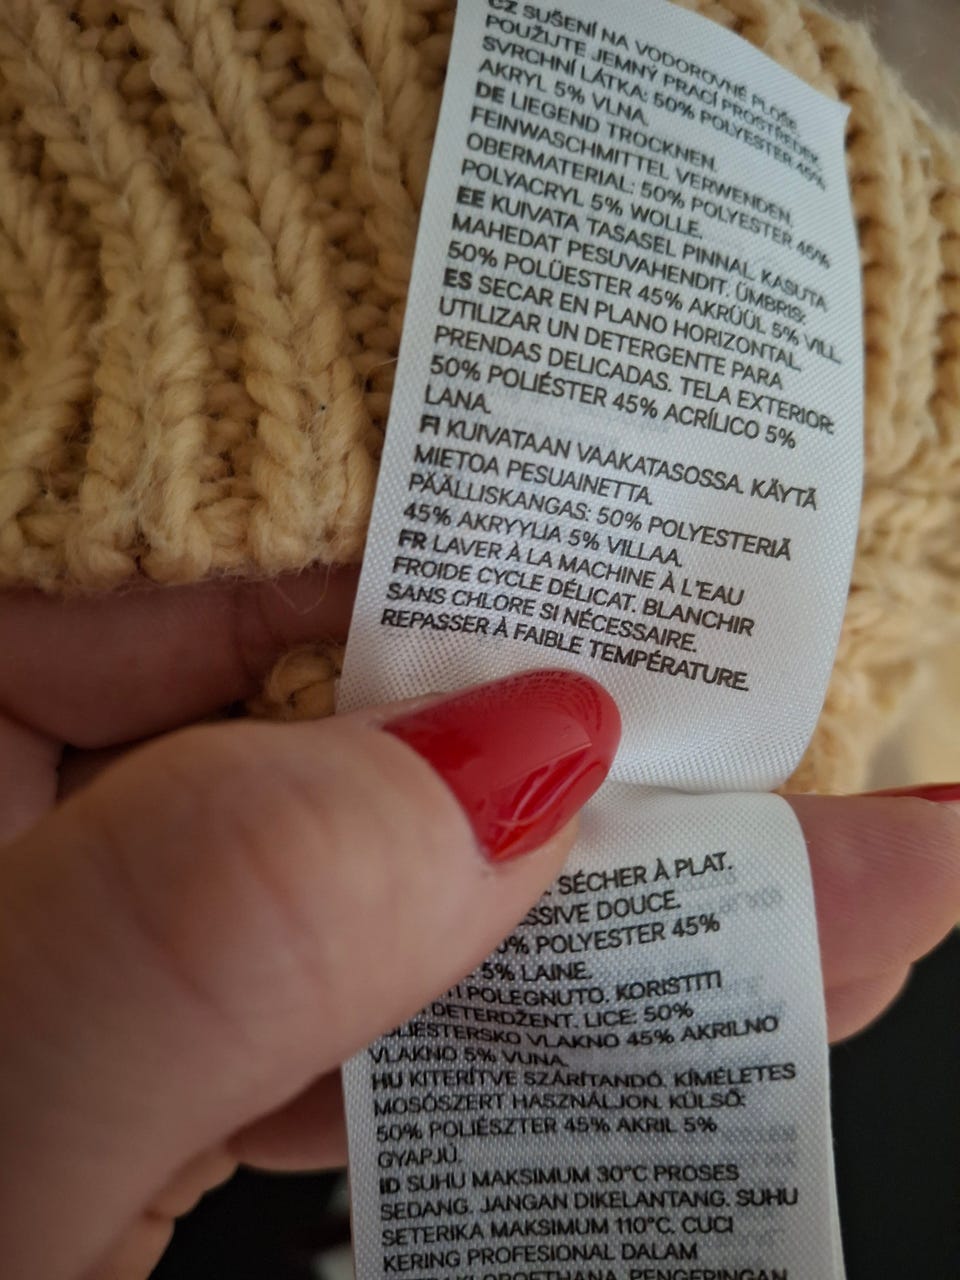 CZ SUŠENÍ NA VODOROVNÉ PLOŠE.
POUŽIJTE JEMNÝ PRACÍ PROSTŘEDEK.
SVRCHNÍ LÁTKA: 50% POLYESTER 45%
AKRYL 5% VLNA.
DE LIEGEND TROCKNEN.
FEINWASCHMITTEL VERWENDEN.
OBERMATERIAL: 50% POLYESTER 45%
POLYACRYL 5% WOLLE.
EE KUIVATA TASASEL PINNAL. KASUTA
MAHEDAT PESUVAHENDIT. ÜMBRIS:
50% POLÜESTER 45% AKRÜÜL 5% VILL.
ES SECAR EN PLANO HORIZONTAL.
UTILIZAR UN DETERGENTE PARA
PRENDAS DELICADAS. TELA EXTERIOR:
50% POLIÉSTER 45% ACRÍLICO 5%
LANA.
FI KUIVATAAN VAAKATASOSSA. KÄYTÄ
MIETOA PESUAINETTA.
PÄÄLLISKANGAS: 50% POLYESTERIÄ
45% AKRYYLIA 5% VILLAA.
FR LAVER À LA MACHINE À L'EAU
FROIDE CYCLE DÉLICAT. BLANCHIR
SANS CHLORE SI NÉCESSAIRE.
REPASSER À FAIBLE TEMPÉRATURE.
SÉCHER À PLAT.
DOUCE.
POLYESTER 45%
5% LAINE.
POLEGNUTO. KORISTITI
DETERDŽENT. LICE: 50%
VLAKNO 45% AKRILNO
VLAKNO 5% VUNA.
HU KITERÍTVE SZÁRÍTANDÓ. KÍMÉLETES
MOSÓSZERT HASZNÁLJON. KÜLSŐ:
50% POLIÉSZTER 45% AKRIL 5%
GYAPJÚ.
ID SUHU MAKSIMUM 30°C PROSES
SEDANG. JANGAN DIKELANTANG. SUHU
SETERIKA MAKSIMUM 110°C. CUCI
KERING PROFESIONAL DALAM
PENGERINGAN